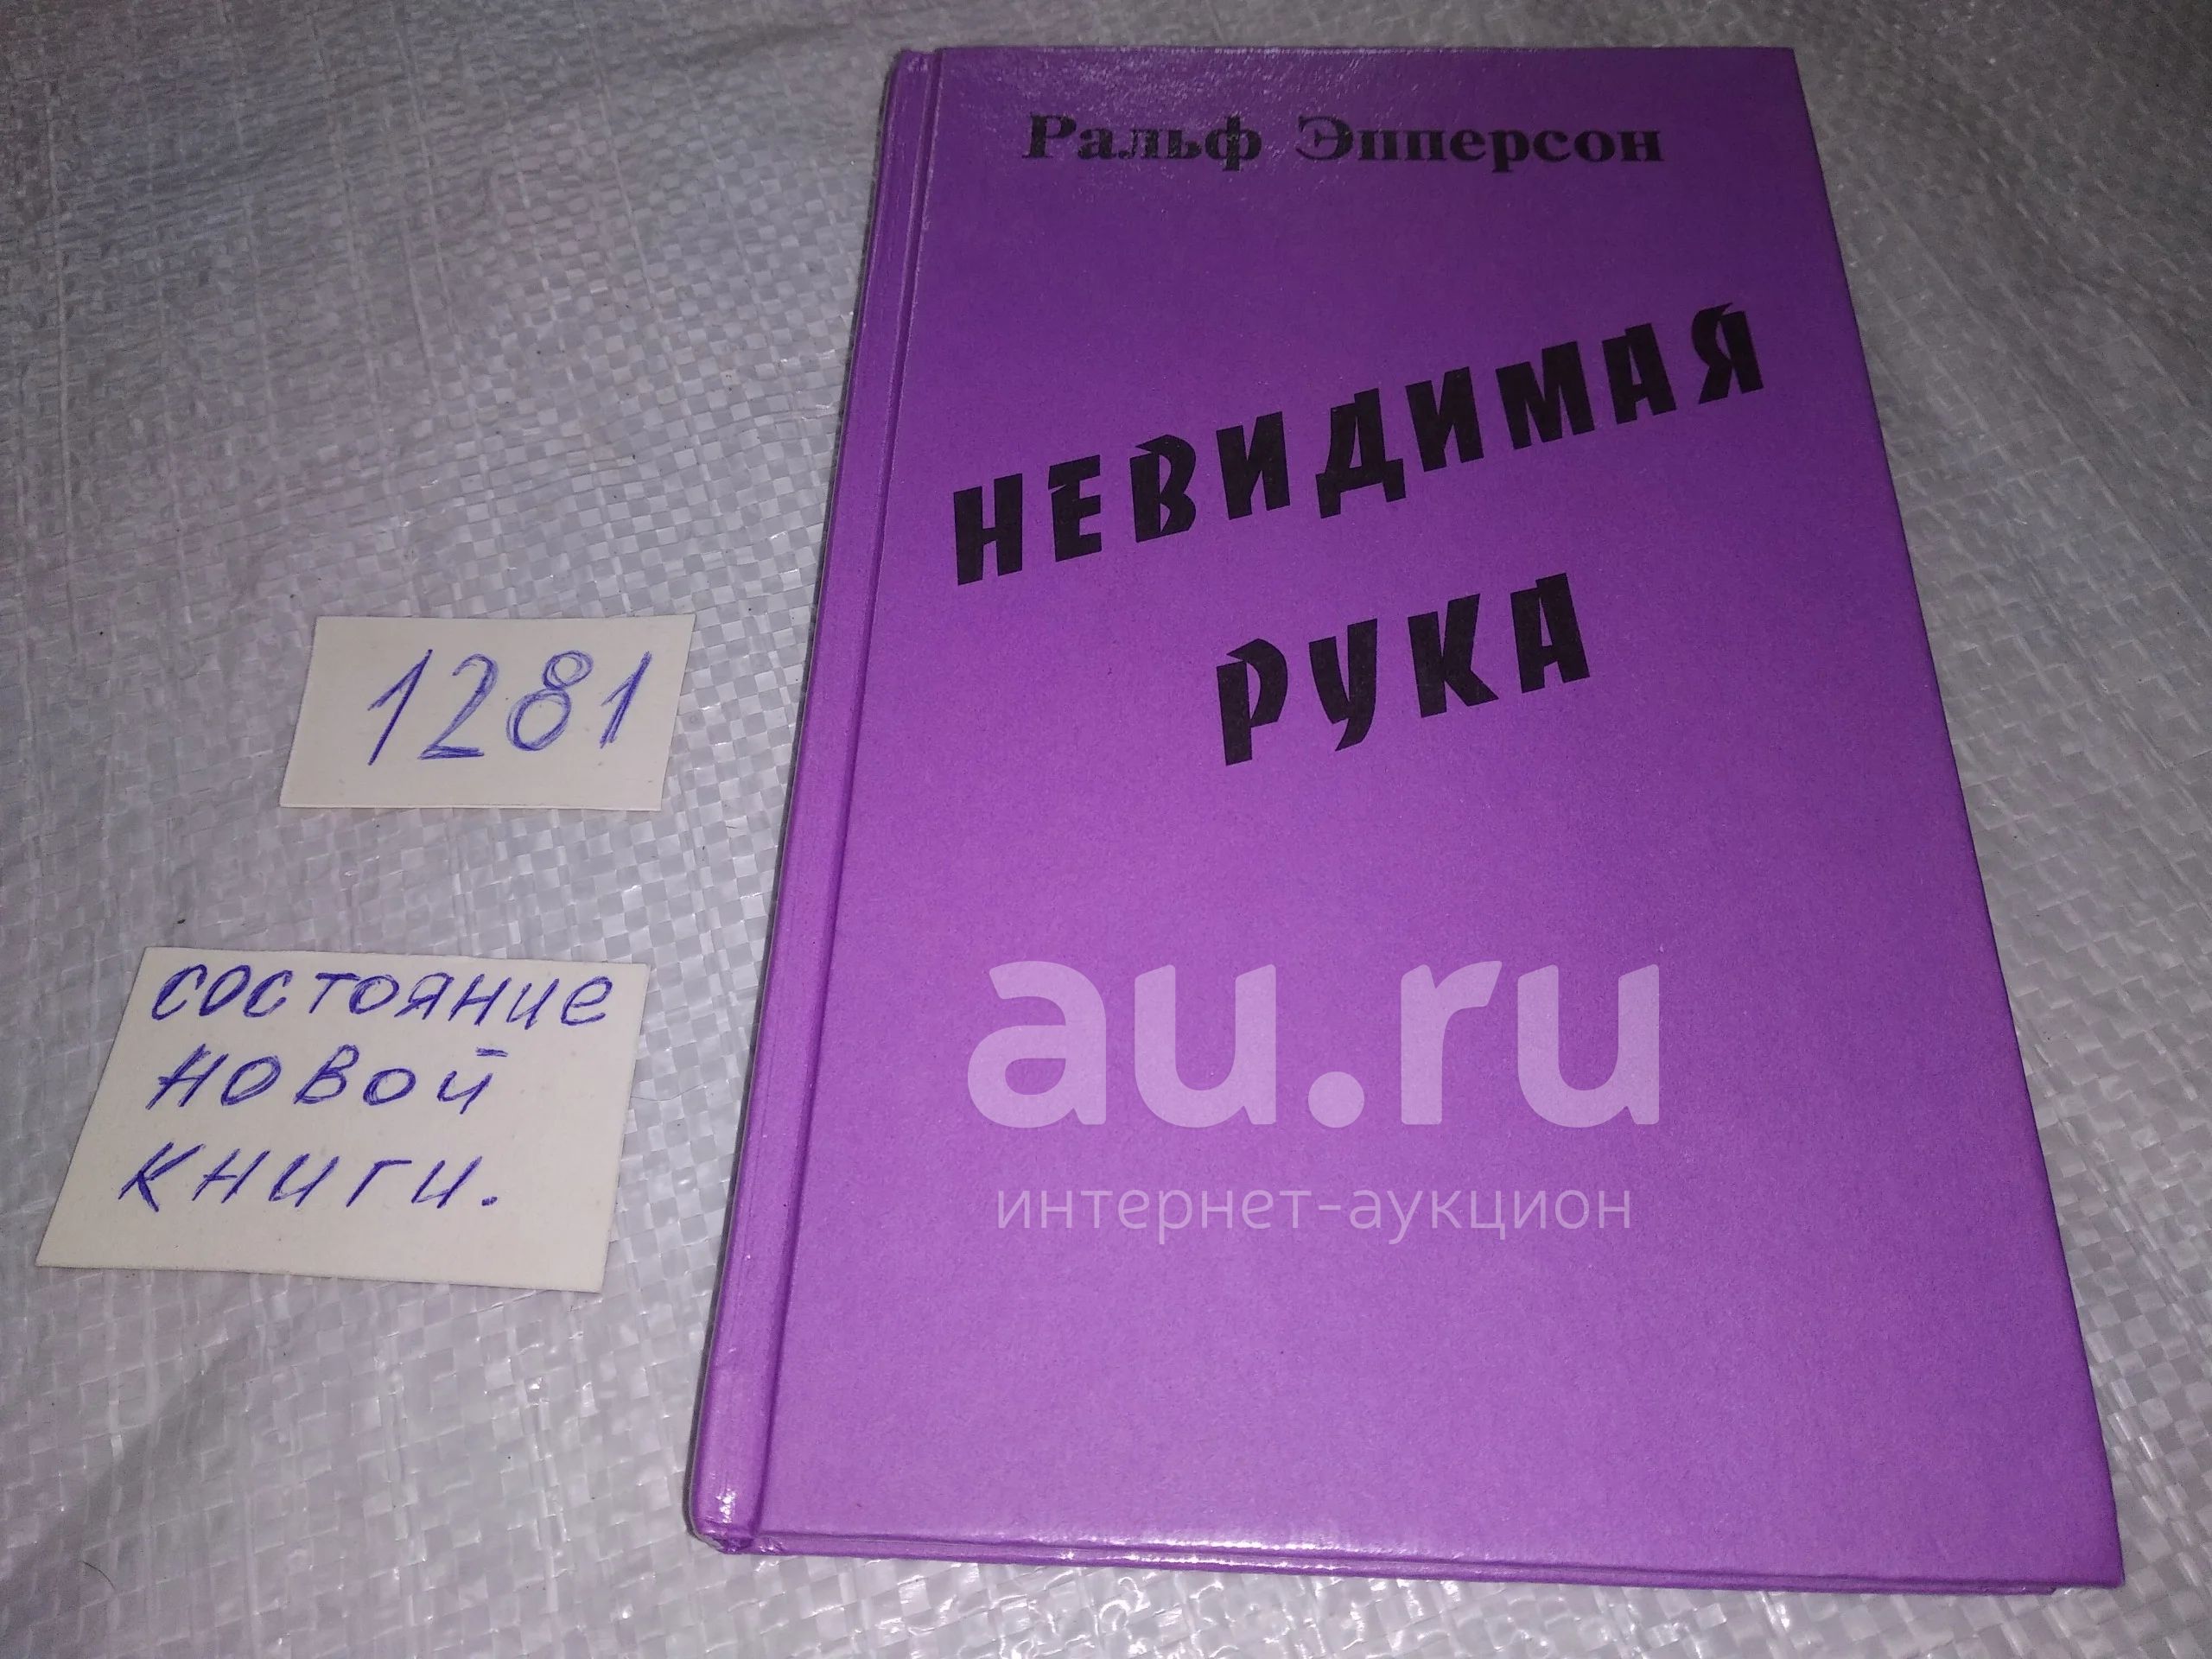 Ральф Эпперсон
НЕВИДИМАЯ
РУКА
1281
состояние
новой
книги.
au.ru
интернет-аукцион